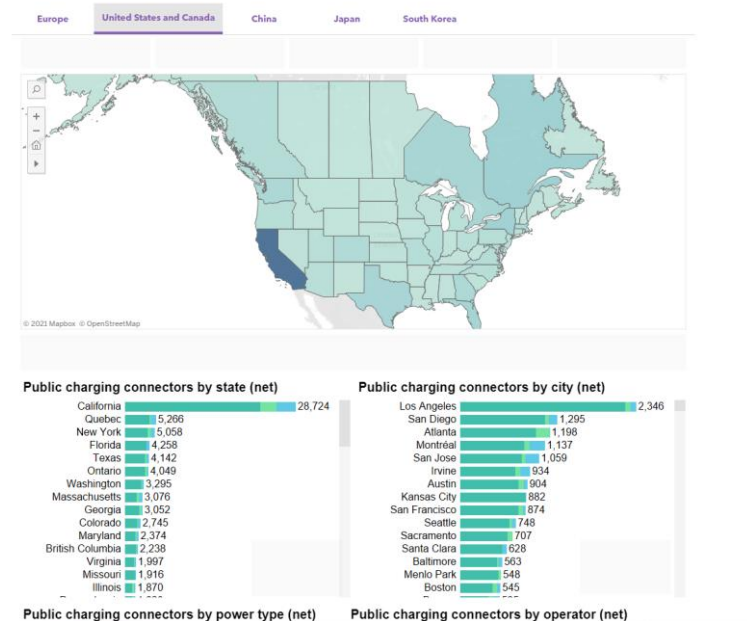 Europe United States and Canada China Japan South Korea
© 2021 Mapbox © OpenStreetMap
Public charging connectors by state (net)
California 28,724
Quebec 5,266
New York 5,058
Florida 4,258
Texas 4,142
Ontario 4,049
Washington 3,295
Massachusetts 3,076
Georgia 3,052
Colorado 2,745
Maryland 2,374
British Columbia 2,238
Virginia 1,997
Missouri 1,916
Illinois 1,870
Public charging connectors by city (net)
Los Angeles 2,346
San Diego 1,295
Atlanta 1,198
Montréal 1,137
San Jose 1,059
Irvine 934
Austin 904
Kansas City 882
San Francisco 874
Seattle 748
Sacramento 707
Santa Clara 628
Baltimore 563
Menlo Park 548
Boston 545
Public charging connectors by power type (net)
Public charging connectors by operator (net)